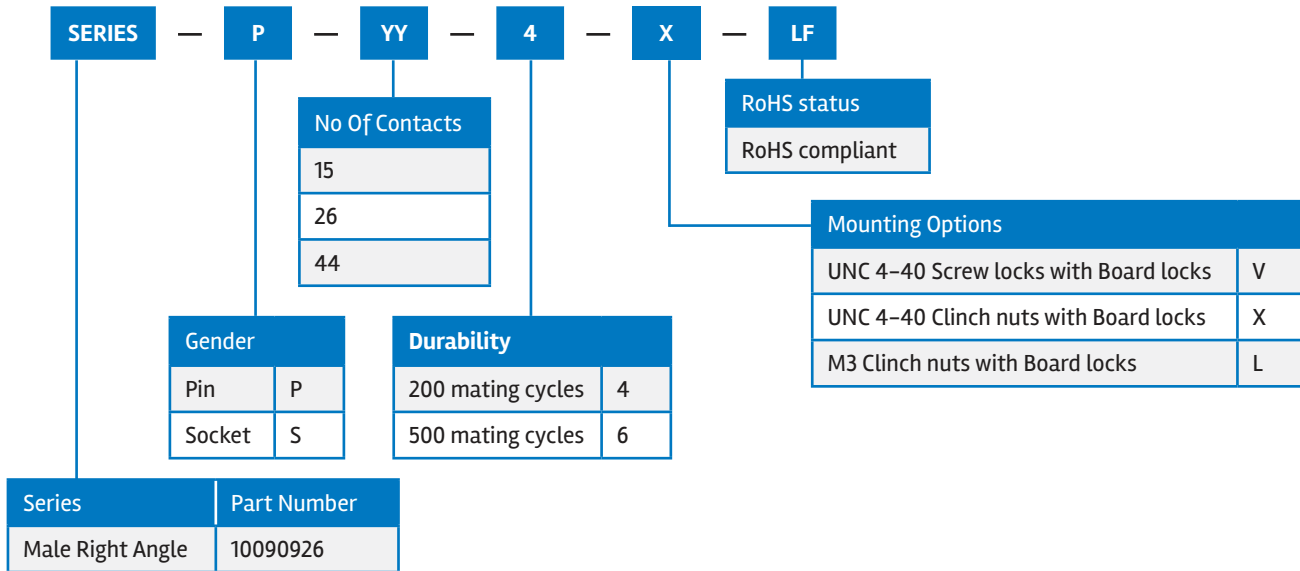 SERIES — P — YY — 4 — X — LF
RoHS status
RoHS compliant
No Of Contacts
15
26
44
Mounting Options
UNC 4-40 Screw locks with Board locks V
UNC 4-40 Clinch nuts with Board locks X
M3 Clinch nuts with Board locks L
Gender
Pin P
Socket S
Durability
200 mating cycles 4
500 mating cycles 6
Series Part Number
Male Right Angle 10090926